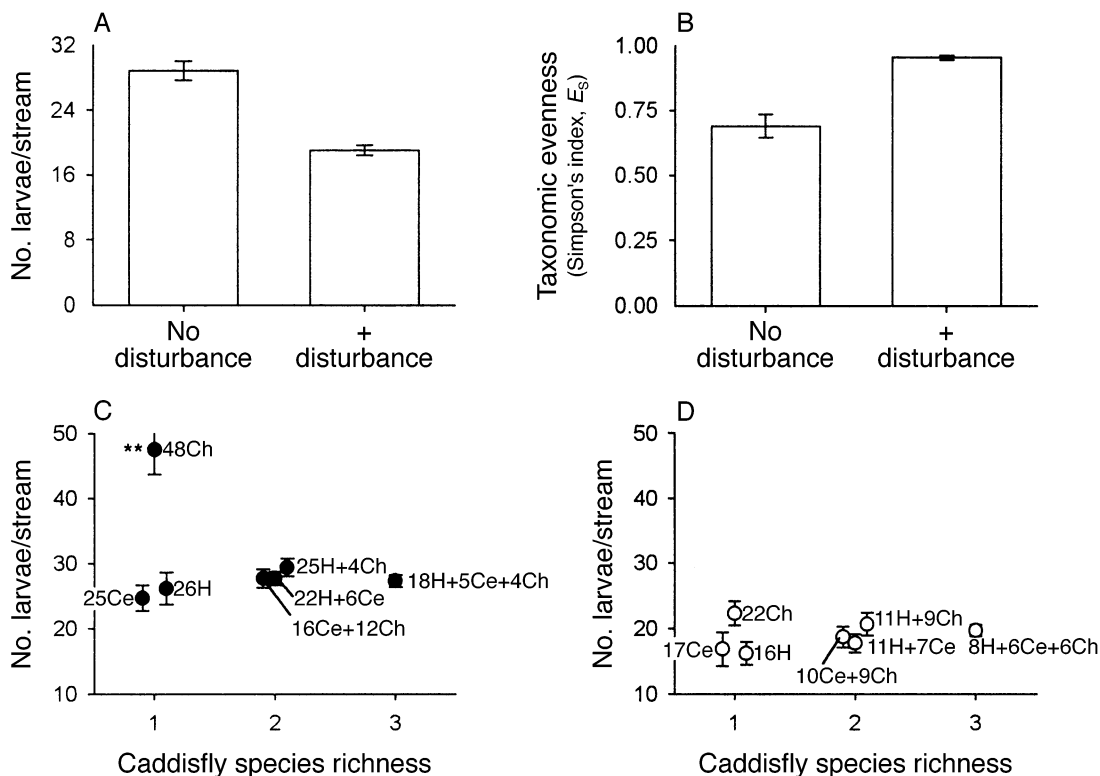 A
No. larvae/stream
32
24
16
8
0
No
disturbance
+
disturbance
B
Taxonomic evenness
(Simpson's index, ES)
1.00
0.75
0.50
0.25
0.00
No
disturbance
+
disturbance
C
No. larvae/stream
50
40
30
20
10
** 48Ch
25Ce
26H
25H+4Ch
22H+6Ce
16Ce+12Ch
18H+5Ce+4Ch
1 2 3
Caddisfly species richness
D
No. larvae/stream
50
40
30
20
10
22Ch
17Ce
16H
11H+9Ch
11H+7Ce
10Ce+9Ch
8H+6Ce+6Ch
1 2 3
Caddisfly species richness